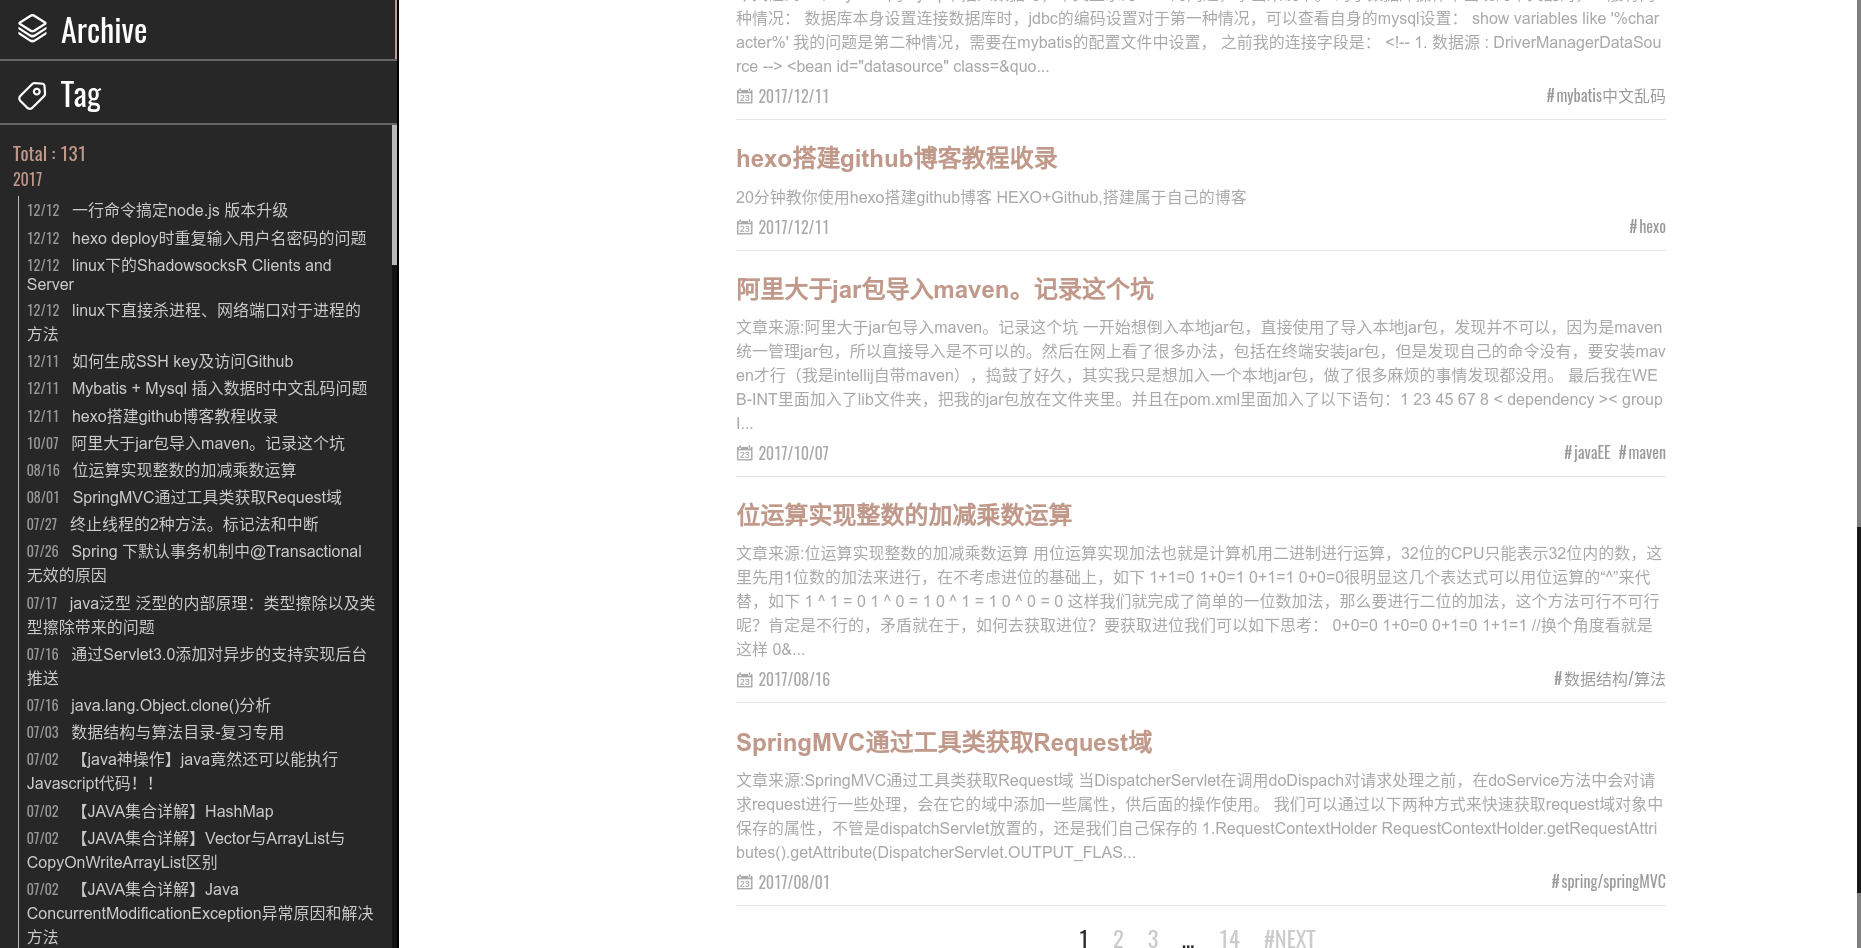 Archive
Tag
Total : 131
2017
12/12 一行命令搞定node.js 版本升级
12/12 hexo deploy时重复输入用户名密码的问题
12/12 linux下的ShadowsocksR Clients and
Server
12/12 linux下直接杀进程、网络端口对于进程的
方法
12/11 如何生成SSH key及访问Github
12/11 Mybatis + Mysql 插入数据时中文乱码问题
12/11 hexo搭建github博客教程收录
10/07 阿里大于jar包导入maven。记录这个坑
08/16 位运算实现整数的加减乘数运算
08/01 SpringMVC通过工具类获取Request域
07/27 终止线程的2种方法。标记法和中断
07/26 Spring 下默认事务机制中@Transactional
无效的原因
07/17 java泛型 泛型的内部原理：类型擦除以及类
型擦除带来的问题
07/16 通过Servlet3.0添加对异步的支持实现后台
推送
07/16 java.lang.Object.clone()分析
07/03 数据结构与算法目录-复习专用
07/02 【java神操作】java竟然还可以能执行
Javascript代码！！
07/02 【JAVA集合详解】HashMap
07/02 【JAVA集合详解】Vector与ArrayList与
CopyOnWriteArrayList区别
07/02 【JAVA集合详解】Java
ConcurrentModificationException异常原因和解决
方法
种情况： 数据库本身设置连接数据库时，jdbc的编码设置对于第一种情况，可以查看自身的mysql设置： show variables like '%char
acter%' 我的问题是第二种情况，需要在mybatis的配置文件中设置， 之前我的连接字段是： <!-- 1. 数据源 : DriverManagerDataSou
rce --> <bean id="datasource" class=&quo...
2017/12/11 #mybatis中文乱码
hexo搭建github博客教程收录
20分钟教你使用hexo搭建github博客 HEXO+Github,搭建属于自己的博客
2017/12/11 #hexo
阿里大于jar包导入maven。记录这个坑
文章来源:阿里大于jar包导入maven。记录这个坑 一开始想倒入本地jar包，直接使用了导入本地jar包，发现并不可以，因为是maven
统一管理jar包，所以直接导入是不可以的。然后在网上看了很多办法，包括在终端安装jar包，但是发现自己的命令没有，要安装mav
en才行（我是intellij自带maven），捣鼓了好久，其实我只是想加入一个本地jar包，做了很多麻烦的事情发现都没用。 最后我在WE
B-INT里面加入了lib文件夹，把我的jar包放在文件夹里。并且在pom.xml里面加入了以下语句：1 23 45 67 8 < dependency >< group
I...
2017/10/07 #javaEE #maven
位运算实现整数的加减乘数运算
文章来源:位运算实现整数的加减乘数运算 用位运算实现加法也就是计算机用二进制进行运算，32位的CPU只能表示32位内的数，这
里先用1位数的加法来进行，在不考虑进位的基础上，如下 1+1=0 1+0=1 0+1=1 0+0=0很明显这几个表达式可以用位运算的“^”来代
替，如下 1 ^ 1 = 0 1 ^ 0 = 1 0 ^ 1 = 1 0 ^ 0 = 0 这样我们就完成了简单的一位数加法，那么要进行二位的加法，这个方法可行不可行
呢？肯定是不行的，矛盾就在于，如何去获取进位？要获取进位我们可以如下思考： 0+0=0 1+0=0 0+1=0 1+1=1 //换个角度看就是
这样 0&...
2017/08/16 #数据结构/算法
SpringMVC通过工具类获取Request域
文章来源:SpringMVC通过工具类获取Request域 当DispatcherServlet在调用doDispach对请求处理之前，在doService方法中会对请
求request进行一些处理，会在它的域中添加一些属性，供后面的操作使用。 我们可以通过以下两种方式来快速获取request域对象中
保存的属性，不管是dispatchServlet放置的，还是我们自己保存的 1.RequestContextHolder RequestContextHolder.getRequestAttri
butes().getAttribute(DispatcherServlet.OUTPUT_FLAS...
2017/08/01 #spring/springMVC
1 2 3 ... 14 #NEXT